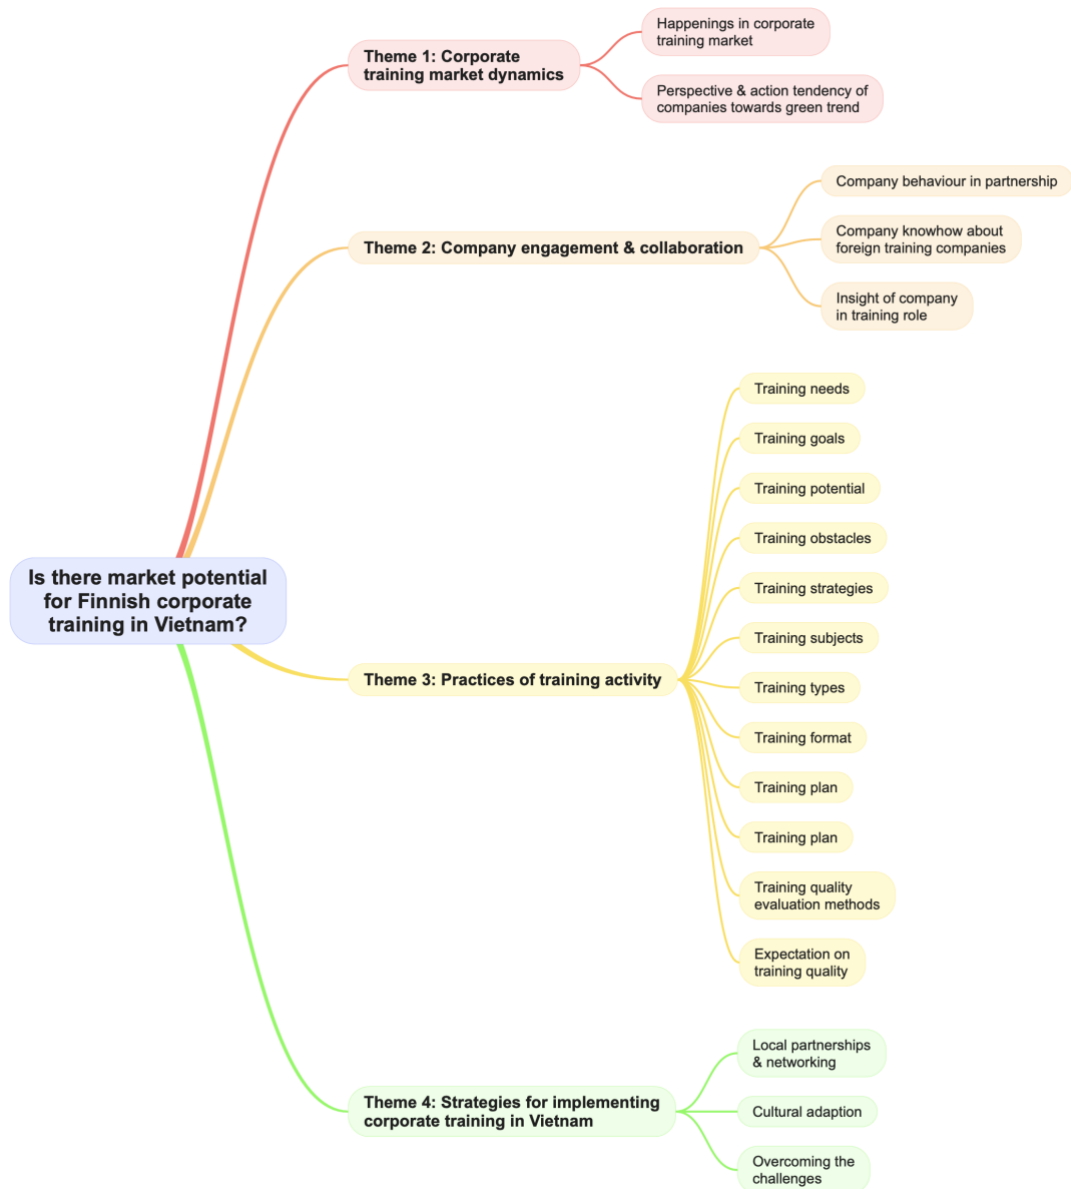 Is there market potential
for Finnish corporate
training in Vietnam?
Theme 1: Corporate
training market dynamics
Happenings in corporate
training market
Perspective & action tendency of
companies towards green trend
Theme 2: Company engagement & collaboration
Company behaviour in partnership
Company knowhow about
foreign training companies
Insight of company
in training role
Theme 3: Practices of training activity
Training needs
Training goals
Training potential
Training obstacles
Training strategies
Training subjects
Training types
Training format
Training plan
Training plan
Training quality
evaluation methods
Expectation on
training quality
Theme 4: Strategies for implementing
corporate training in Vietnam
Local partnerships
& networking
Cultural adaption
Overcoming the
challenges